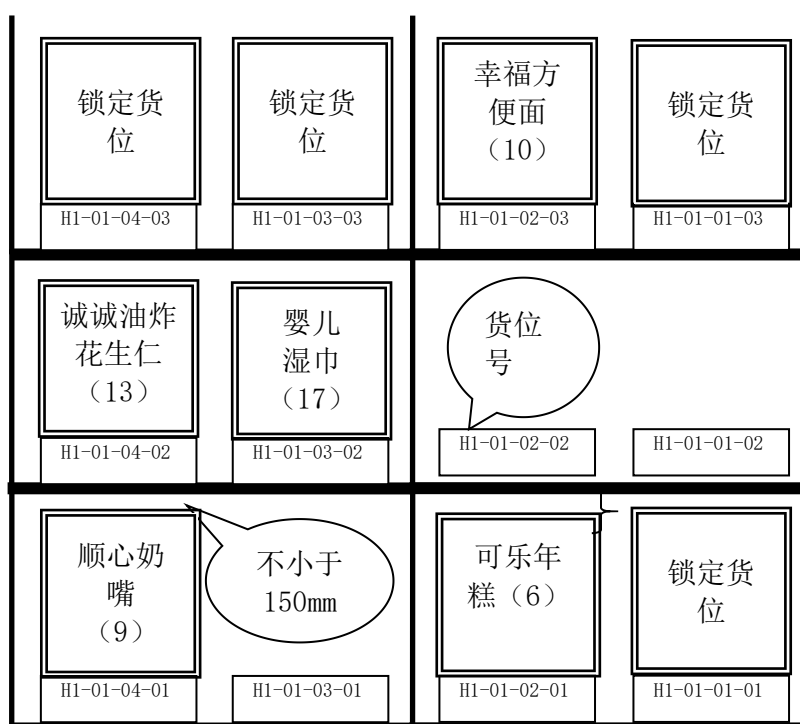 锁定货
位
锁定货
位
幸福方
便面
（10）
锁定货
位
H1-01-04-03
H1-01-03-03
H1-01-02-03
H1-01-01-03
诚诚油炸
花生仁
（13）
婴儿
湿巾
（17）
货位
号
H1-01-04-02
H1-01-03-02
H1-01-02-02
H1-01-01-02
顺心奶
嘴
（9）
不小于
150mm
可乐年
糕（6）
锁定货
位
H1-01-04-01
H1-01-03-01
H1-01-02-01
H1-01-01-01